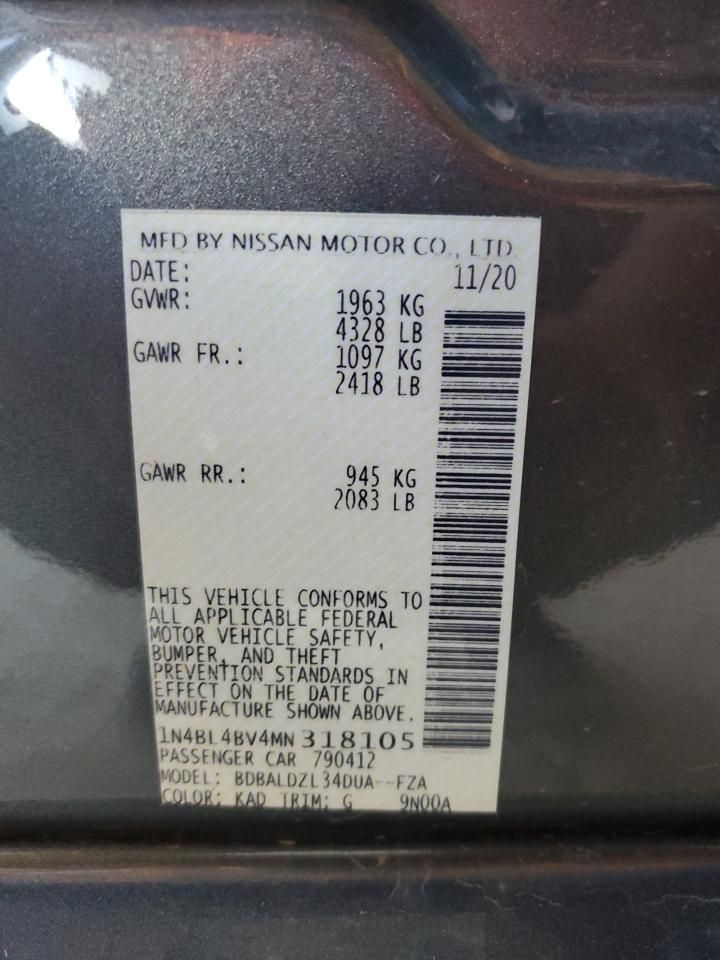 MFD BY NISSAN MOTOR CO., LTD.
DATE: 11/20
GVWR: 1963 KG
4328 LB
GAWR FR.: 1097 KG
2418 LB
GAWR RR.: 945 KG
2083 LB
THIS VEHICLE CONFORMS TO
ALL APPLICABLE FEDERAL
MOTOR VEHICLE SAFETY,
BUMPER, AND THEFT
PREVENTION STANDARDS IN
EFFECT ON THE DATE OF
MANUFACTURE SHOWN ABOVE.
1N4BL4BV4MN318105
PASSENGER CAR 790412
MODEL: BDBALDZL34DUA--FZA
COLOR: KAD TRIM: G 9N00A